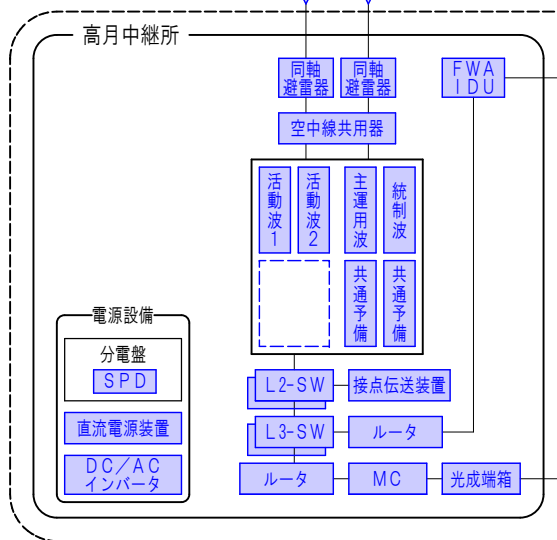 高月中継所
同軸
避雷器
同軸
避雷器
FWA
IDU
空中線共用器
活動波1
活動波2
主運用波
統制波
共通予備
共通予備
電源設備
分電盤
SPD
直流電源装置
DC／AC
インバータ
L2-SW
接点伝送装置
L3-SW
ルータ
ルータ
MC
光成端箱